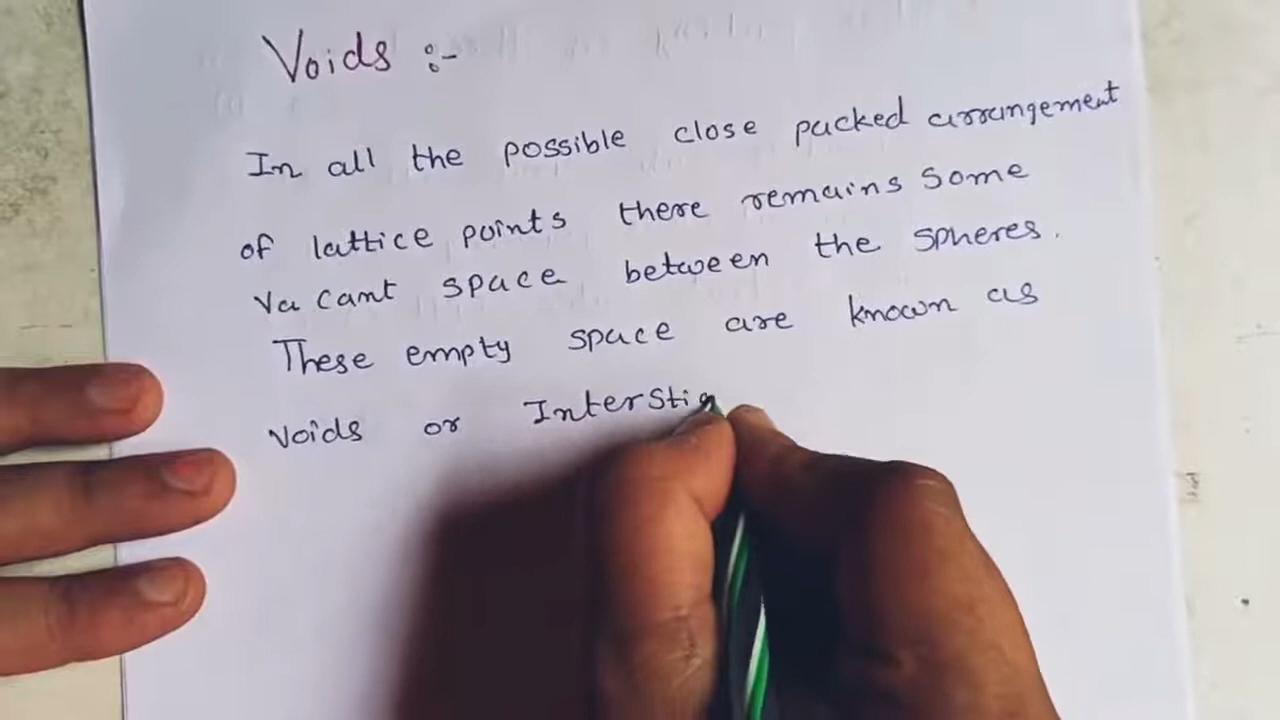 Voids :-
In all the possible close packed arrangement
of lattice points there remains some
Vacant space between the spheres.
These empty space are known as
Voids or